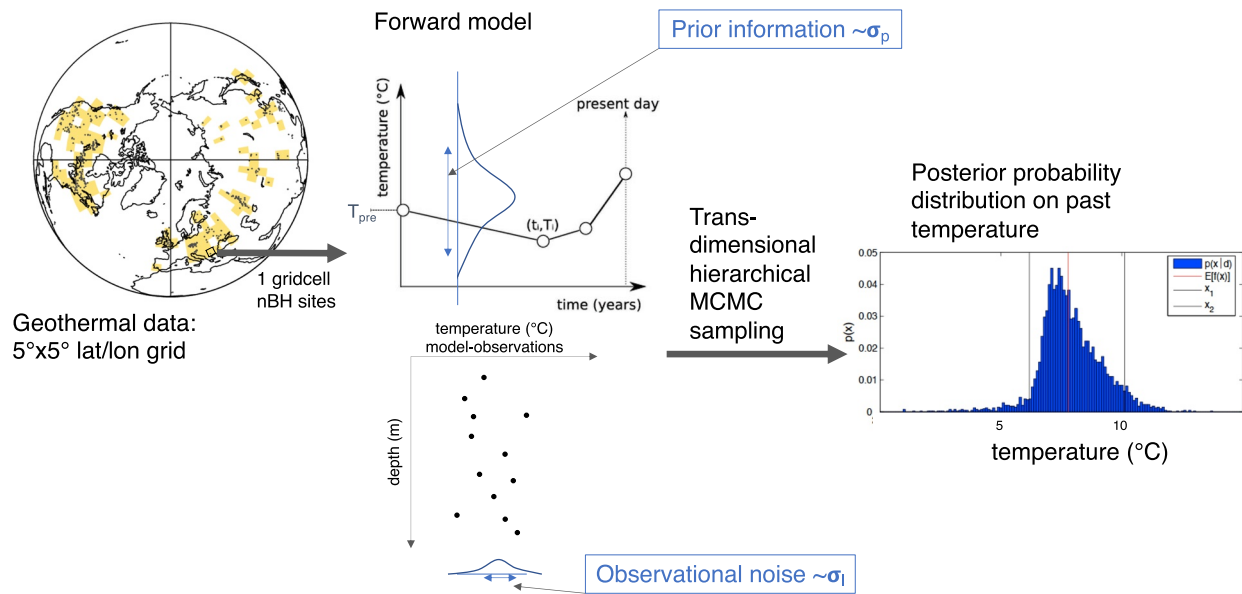 Forward model
Prior information ~σp
temperature (°C)
present day
Tpre
(ti,Ti)
time (years)
1 gridcell
nBH sites
Geothermal data:
5°x5° lat/lon grid
temperature (°C)
model-observations
depth (m)
Observational noise ~σl
Trans-
dimensional
hierarchical
MCMC
sampling
Posterior probability
distribution on past
temperature
0.05
0.04
0.03
0.02
0.01
0
p(x)
p(x|d)
E[f(x)]
x1
x2
5
10
temperature (°C)